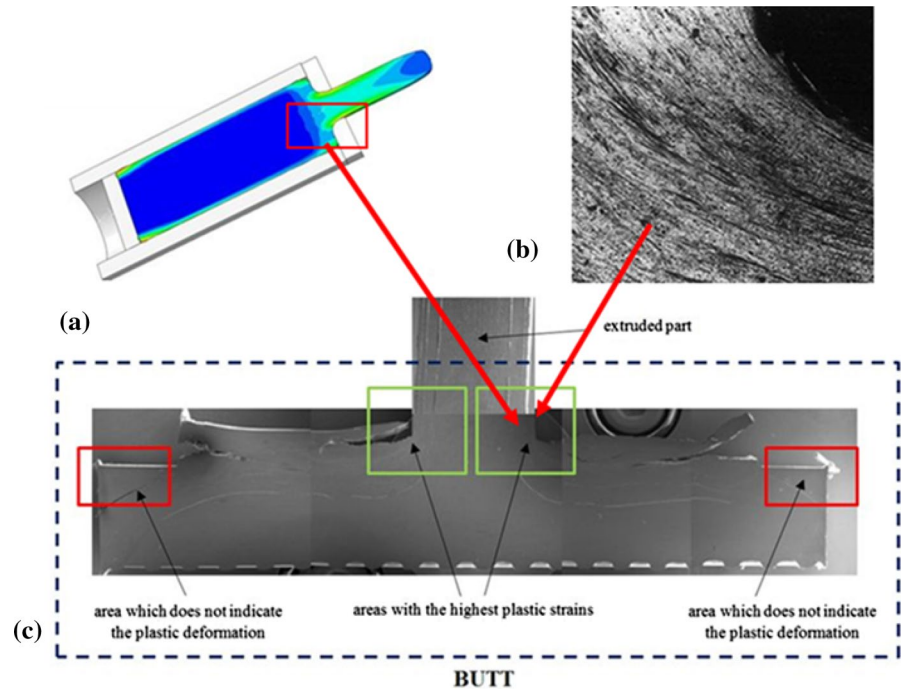 (a)
(b)
extruded part
area which does not indicate
the plastic deformation
areas with the highest plastic strains
area which does not indicate
the plastic deformation
(c)
BUTT